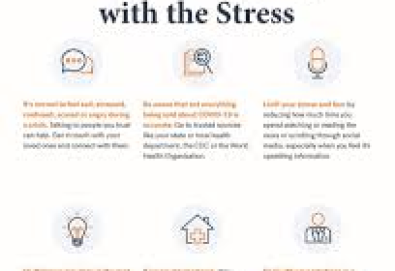 with the Stress
It's normal to feel sad, stressed,
confused, scared or angry during
a crisis. Talking to people you trust
can help. Get in touch with your
loved ones and connect with them.
Be aware that not everything
being said about COVID-19 is
accurate. Go to trusted sources
like your state or local health
department, the CDC, or the World
Health Organization.
Limit your stress and fear by
reducing how much time you
spend watching or reading the
news or scrolling through social
media, especially when you feel it's
upsetting information.